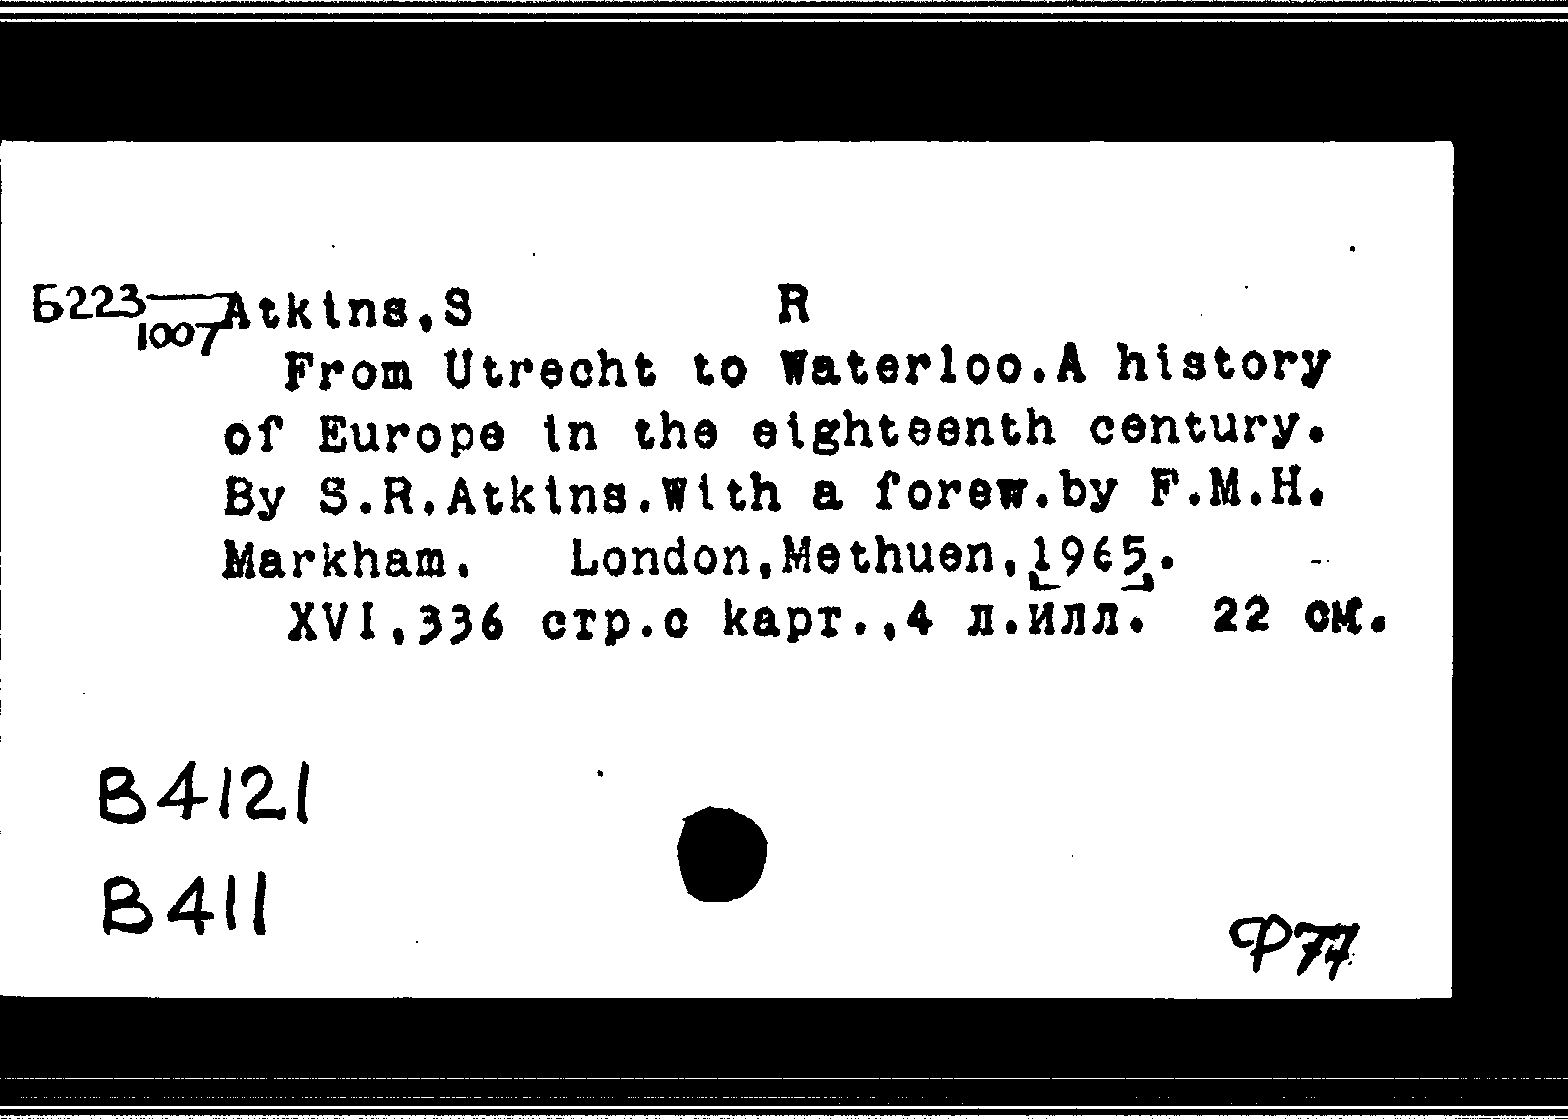 Б223 Atkins,S R
1007
From Utrecht to Waterloo.A history
of Europe in the eighteenth century.
By S.R.Atkins.With a forew.by F.M.H.
Markham. London,Methuen,1965.
XVI,336 стр.с карт.,4 л.илл. 22 см.
B4121
B411
Ф77